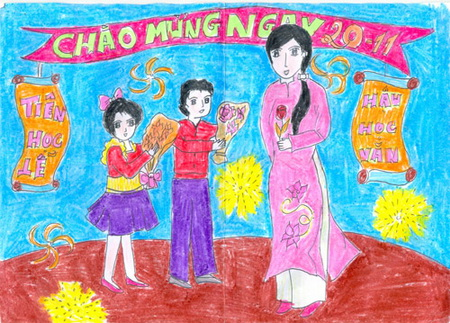 CHÀO MỪNG NGÀY 20-11
TIÊN
HỌC
LỄ
HẬU
HỌC
VĂN